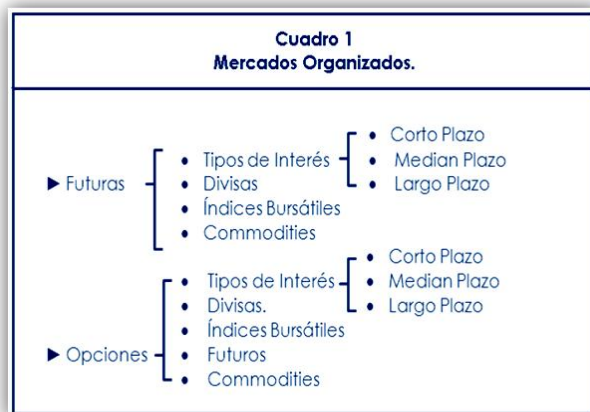 Cuadro 1
Mercados Organizados.
► Futuras
• Tipos de Interés
• Corto Plazo
• Median Plazo
• Largo Plazo
• Divisas
• Índices Bursátiles
• Commodities
► Opciones
• Tipos de Interés
• Corto Plazo
• Median Plazo
• Largo Plazo
• Divisas.
• Índices Bursátiles
• Futuros
• Commodities